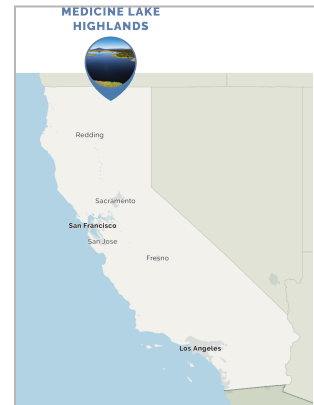 MEDICINE LAKE
HIGHLANDS
Redding
Sacramento
San Francisco
San Jose
Fresno
Los Angeles